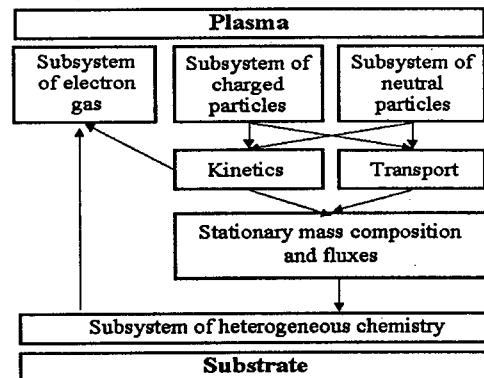 Plasma
Subsystem
of electron
gas
Subsystem of
charged
particles
Subsystem of
neutral
particles
Kinetics
Transport
Stationary mass composition
and fluxes
Subsystem of heterogeneous chemistry
Substrate